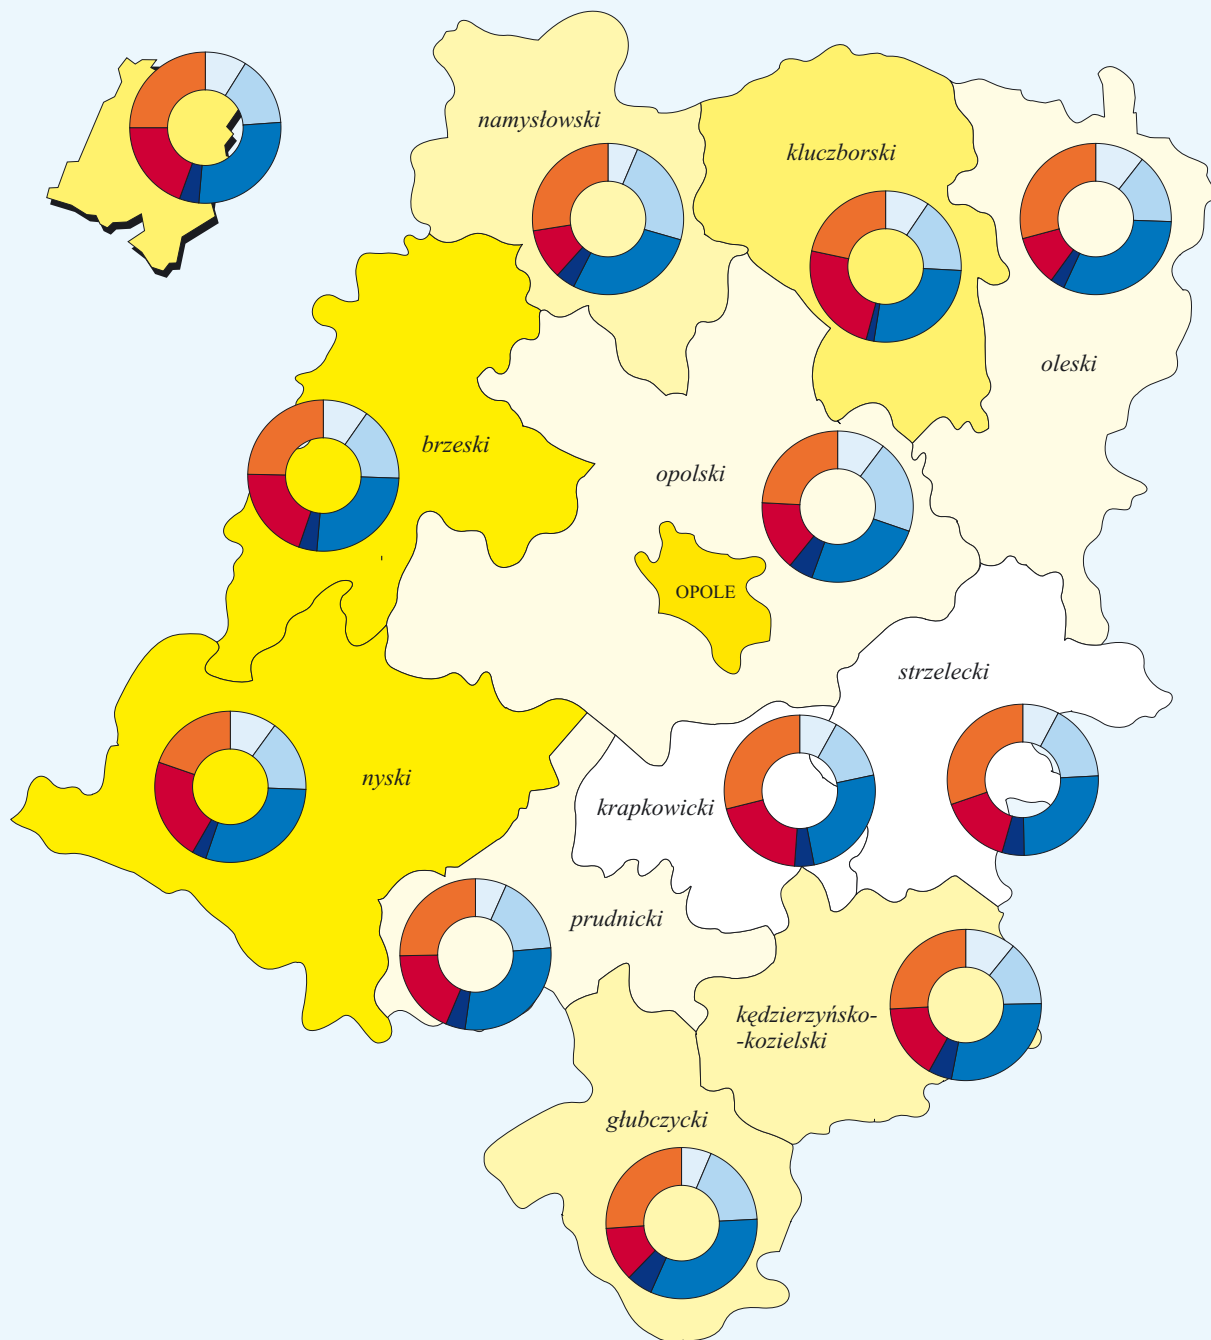 namysłowski
kluczborski
oleski
brzeski
opolski
OPOLE
strzelecki
nyski
krapkowicki
prudnicki
kędzierzyńsko-
-kozielski
głubczycki